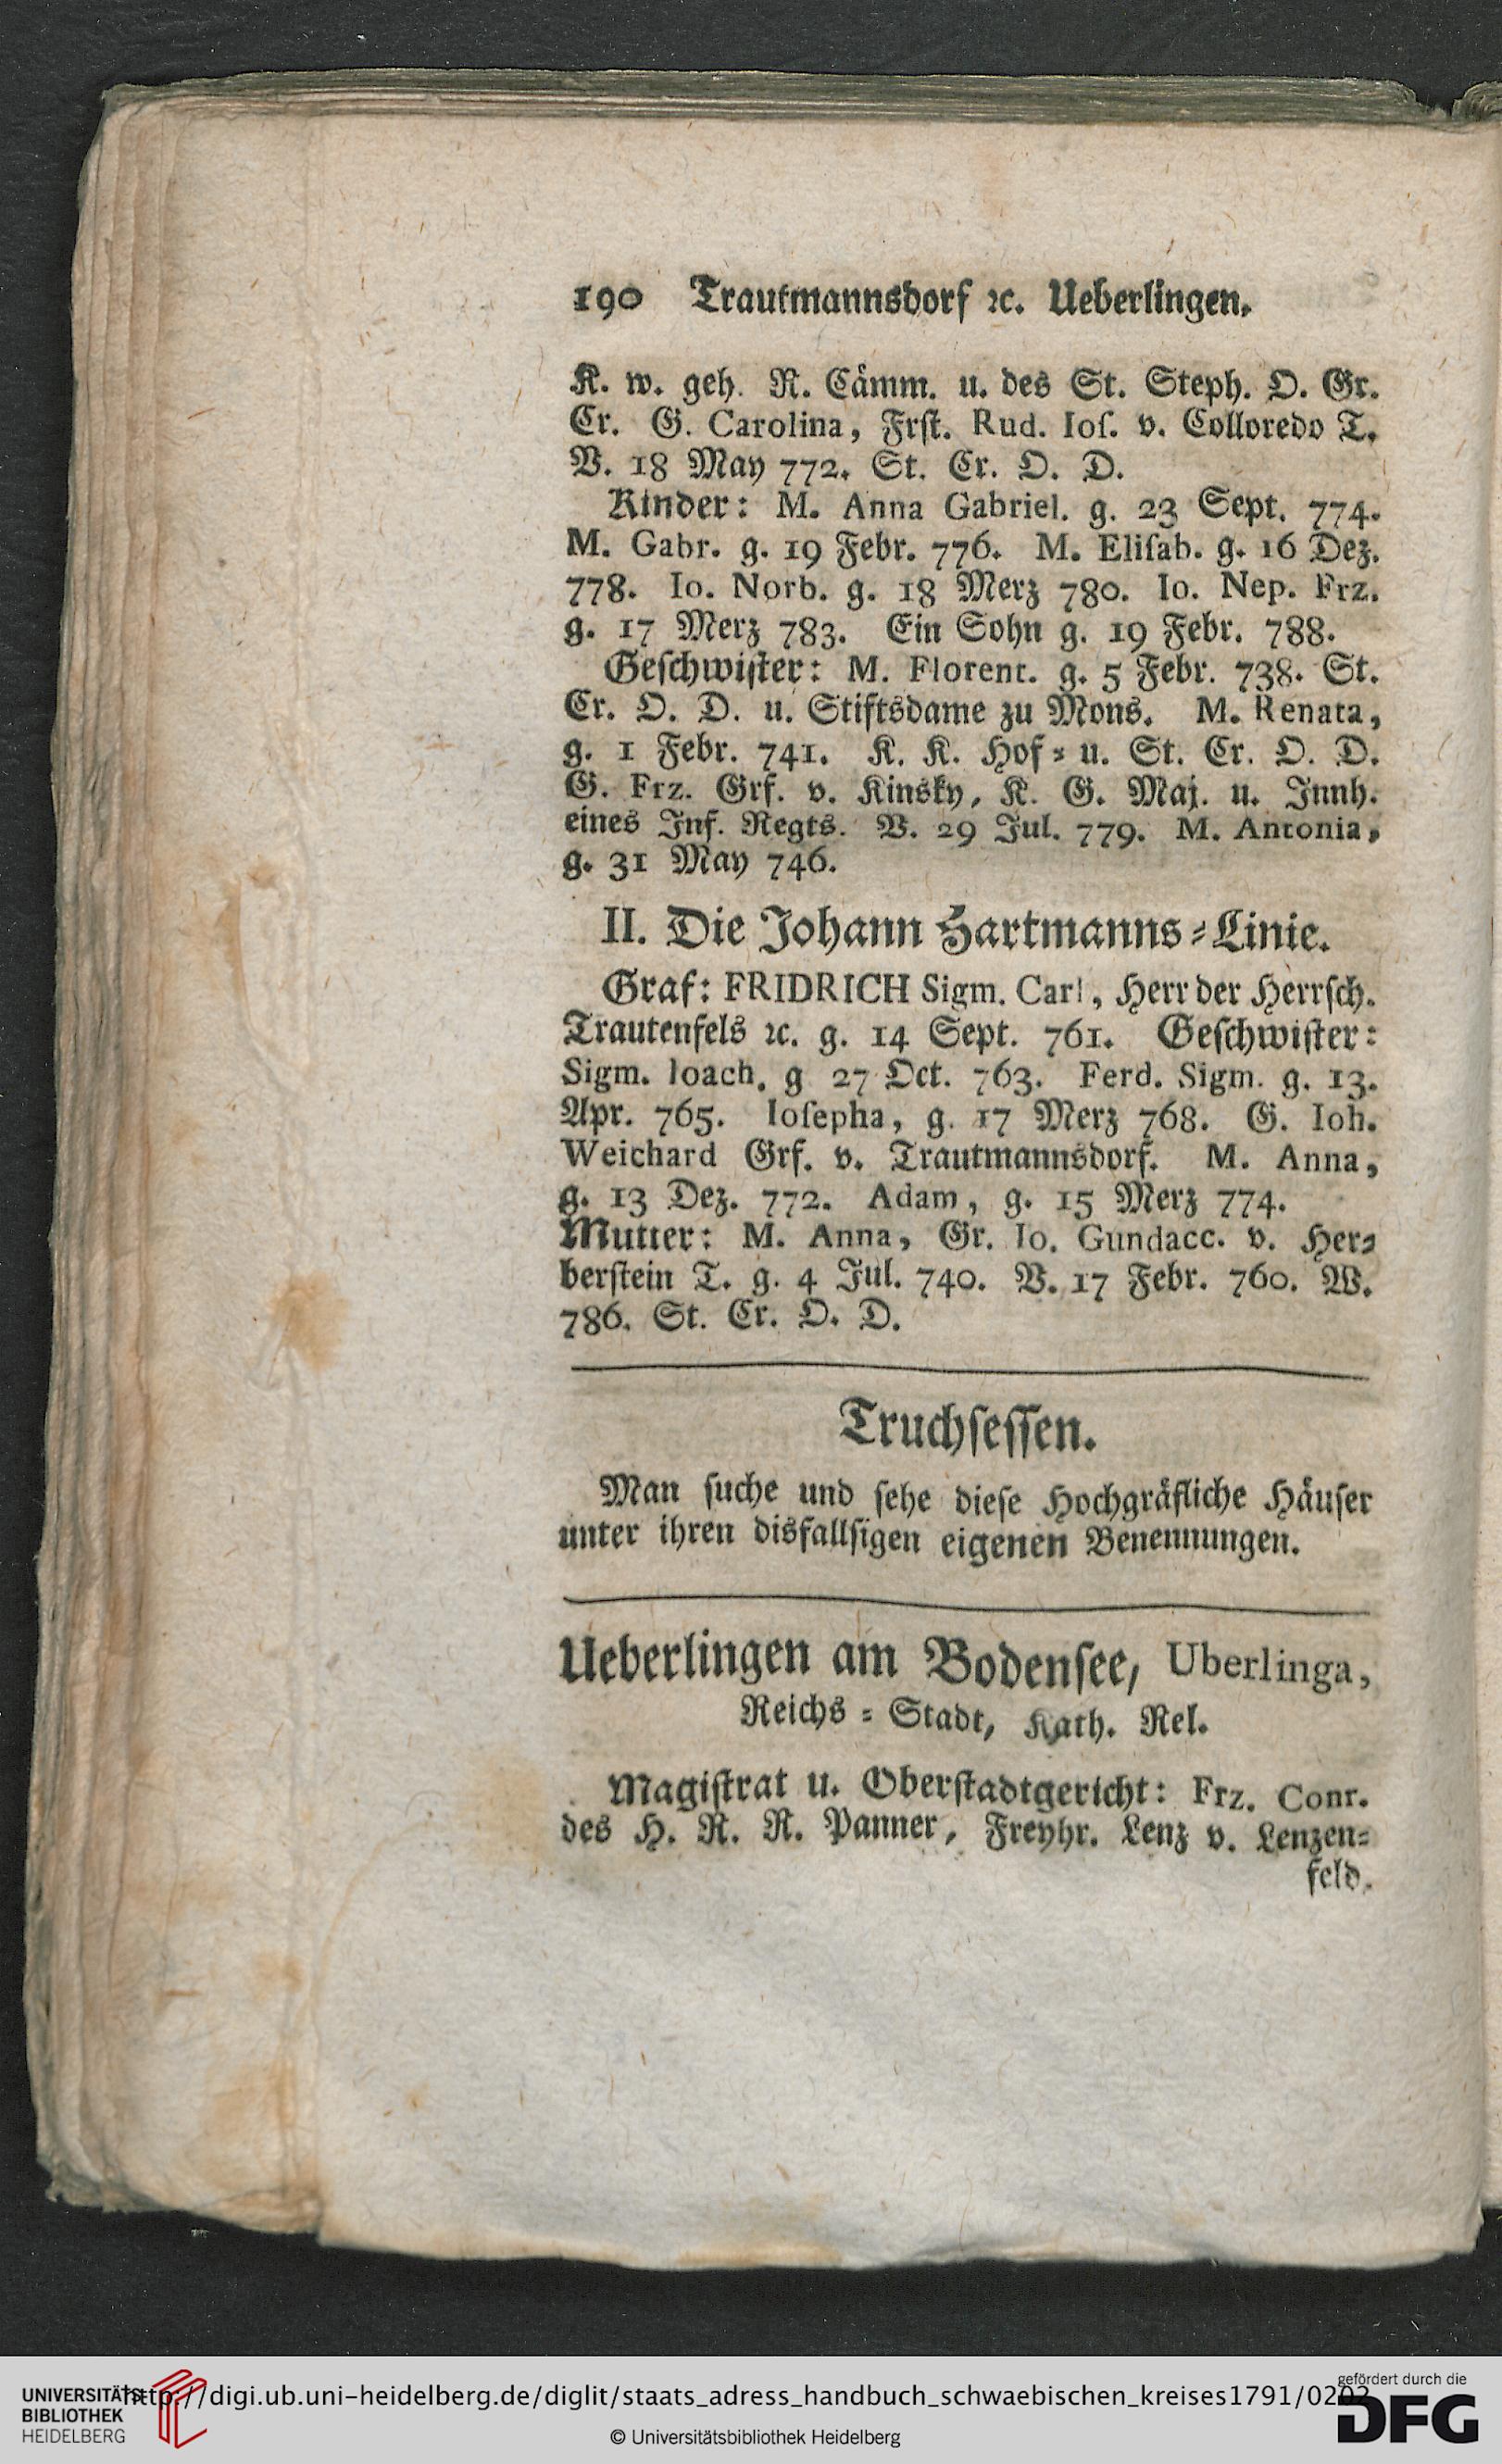 190 Trautmannsdorf ꝛc. Ueberlingen.
K. w. geh. R. Cämm. u. des St. Steph. O. Gr.
Cr. G. Carolina, Frſt. Rud. Ioſ. v. Colloredo T.
V. 18 May 772. St. Cr. O. D.
Kinder: M. Anna Gabriel. g. 23 Sept. 774.
M. Gabr. g. 19 Febr. 776. M. Eliſab. g. 16 Dez.
778. Io. Norb. g. 18 Merz 780. Io. Nep. Frz.
g. 17 Merz 783. Ein Sohn g. 19 Febr. 788.
Geſchwiſter: M. Florent. g. 5 Febr. 738. St.
Cr. O. D. u. Stiftsdame zu Mons. M. Renata,
g. 1 Febr. 741. K. K. Hof⸗ u. St. Cr. O. D.
G. Frz. Grf. v. Kinsky, K. G. Maj. u. Innh.
eines Inf. Regts. V. 29 Jul. 779. M. Antonia,
g. 31 May 746.
II. Die Johann Hartmanns⸗Linie.
Graf: FRIDRICH Sigm. Carl, Herr der Herrſch.
Trautenfels ꝛc. g. 14 Sept. 761. Geſchwiſter:
Sigm. Ioach. g 27 Oct. 763. Ferd. Sigm. g. 13.
Apr. 765. Ioſepha, g. 17 Merz 768. G. Ioh.
Weichard Grf. v. Trautmannsdorf. M. Anna,
g. 13 Dez. 772. Adam, g. 15 Merz 774.
Mutter: M. Anna, Gr. Io. Gundacc. v. Her⸗
berſtein T. g. 4 Jul. 740. V. 17 Febr. 760. W.
786. St. Cr. O. D.
Truchſeſſen.
Man ſuche und ſehe dieſe Hochgräfliche Häuſer
unter ihren disfallſigen eigenen Benennungen.
Ueberlingen am Bodenſee, Uberlinga,
Reichs⸗Stadt, Kath. Rel.
Magiſtrat u. Oberſtadtgericht: Frz. Conr.
des H. R. R. Panner, Freyhr. Lenz v. Lenzen⸗
feld.
UNIVERSITÄTS-
BIBLIOTHEK
HEIDELBERG
http://digi.ub.uni-heidelberg.de/diglit/staats_adress_handbuch_schwaebischen_kreises1791/0202
© Universitätsbibliothek Heidelberg
gefördert durch die
DFG